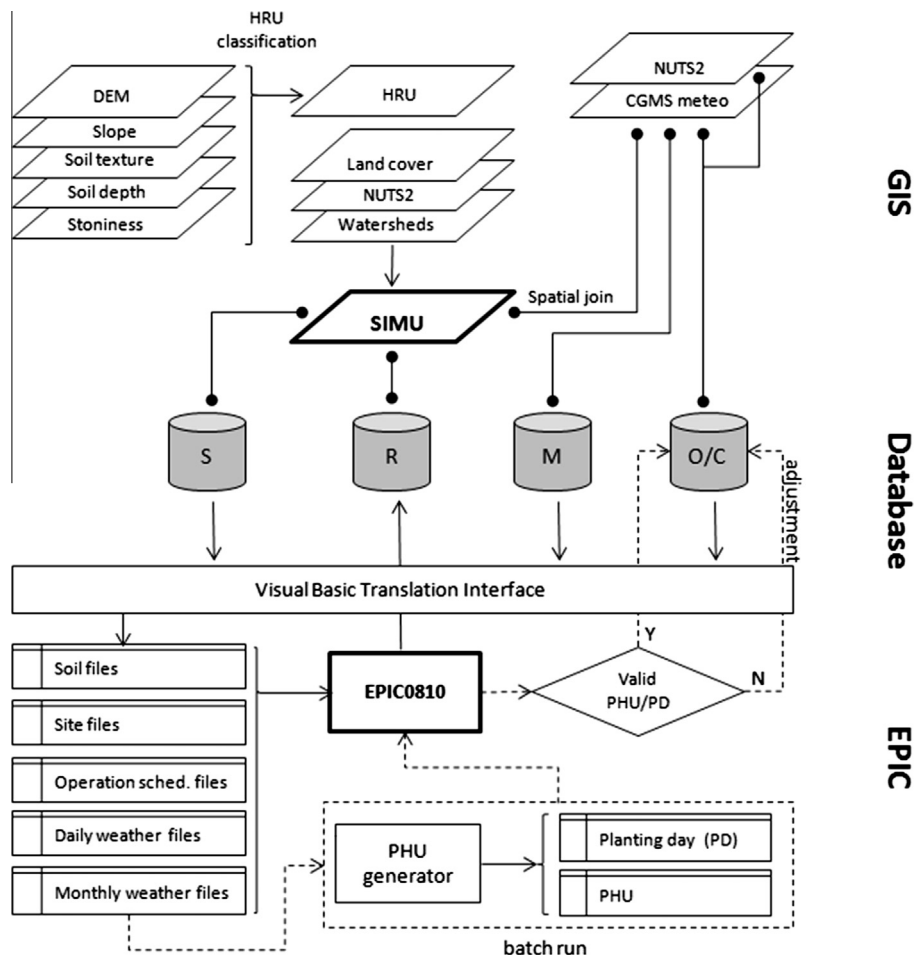 HRU
classification
DEM
Slope
Soil texture
Soil depth
Stoniness
HRU
Land cover
NUTS2
Watersheds
NUTS2
CGMS meteo
GIS
SIMU
Spatial join
S
R
M
O/C
adjustment
Database
Visual Basic Translation Interface
Soil files
Site files
Operation sched. files
Daily weather files
Monthly weather files
EPIC0810
Y
Valid
PHU/PD
N
EPIC
PHU
generator
Planting day (PD)
PHU
batch run